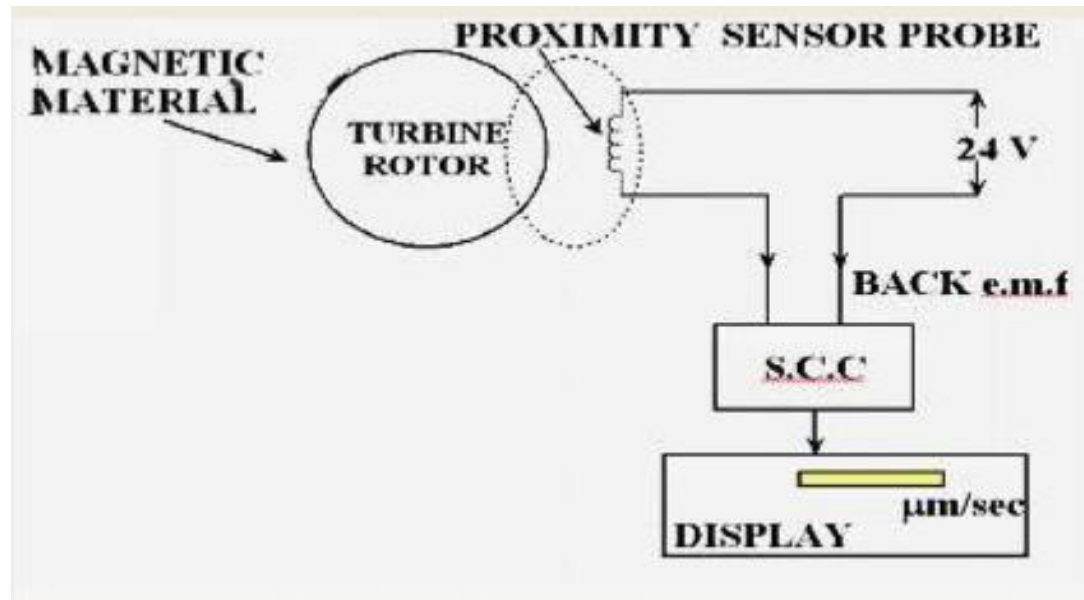 PROXIMITY SENSOR PROBE
MAGNETIC
MATERIAL
TURBINE
ROTOR
24 V
BACK e.m.f
S.C.C
μm/sec
DISPLAY